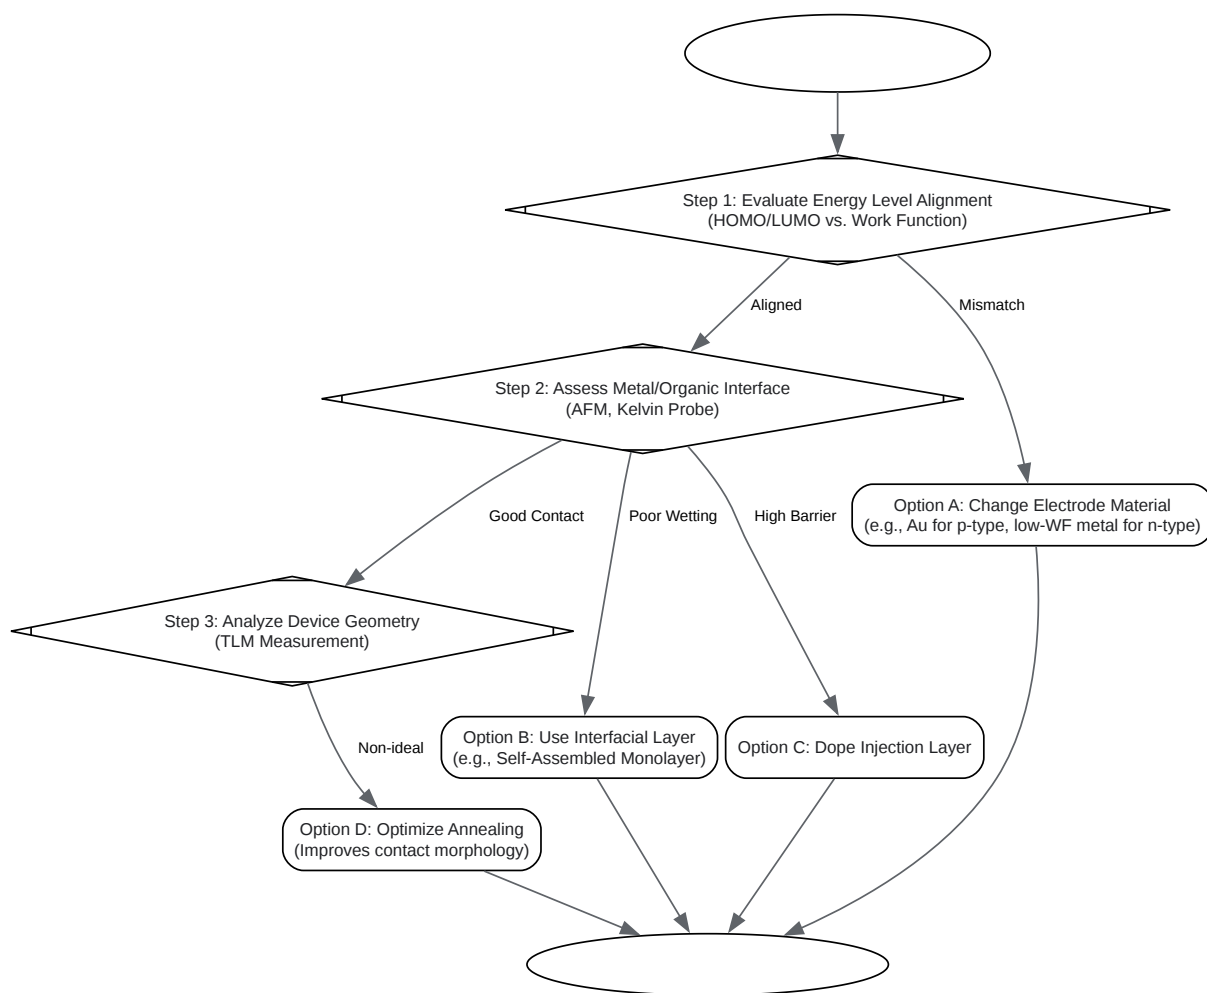 Step 1: Evaluate Energy Level Alignment
(HOMO/LUMO vs. Work Function)
Aligned
Mismatch
Step 2: Assess Metal/Organic Interface
(AFM, Kelvin Probe)
Good Contact
Poor Wetting
High Barrier
Option A: Change Electrode Material
(e.g., Au for p-type, low-WF metal for n-type)
Step 3: Analyze Device Geometry
(TLM Measurement)
Non-ideal
Option B: Use Interfacial Layer
(e.g., Self-Assembled Monolayer)
Option C: Dope Injection Layer
Option D: Optimize Annealing
(Improves contact morphology)